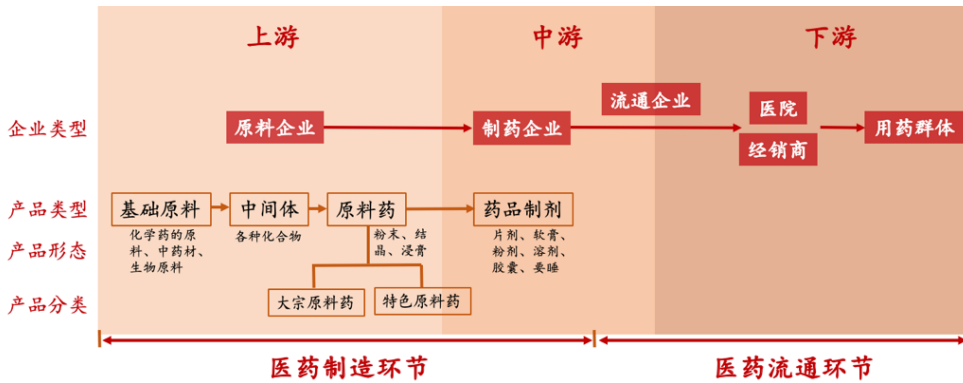 上游
中游
下游
企业类型
原料企业
制药企业
流通企业
医院
经销商
用药群体
产品类型
基础原料
中间体
原料药
药品制剂
产品形态
化学药的原
料、中药材、
生物原料
各种化合物
粉末、结
晶、浸膏
片剂、软膏、
粉剂、溶剂、
胶囊、要睡
产品分类
大宗原料药
特色原料药
医药制造环节
医药流通环节